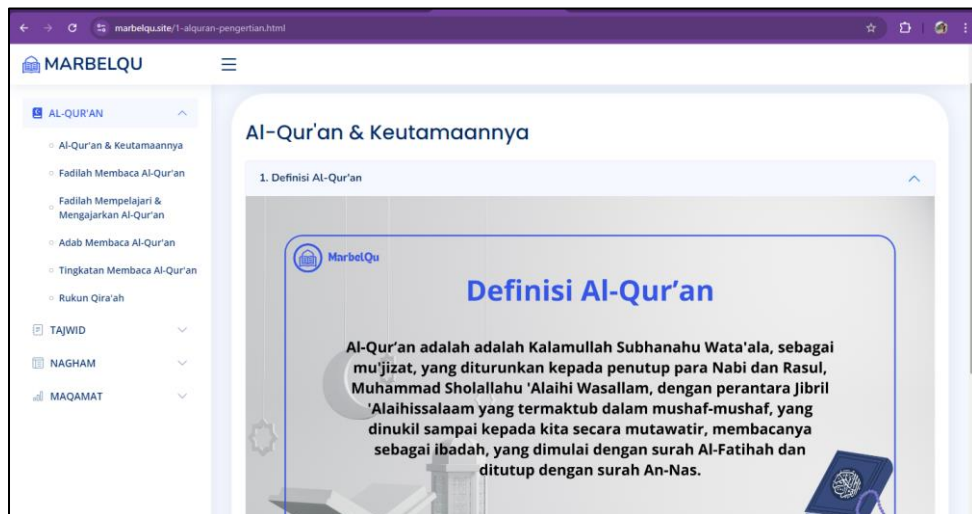 marbelqu.site/1-alquran-pengertian.html
MARBELQU
AL-QUR'AN
Al-Qur'an & Keutamaannya
Fadilah Membaca Al-Qur'an
Fadilah Mempelajari &
Mengajarkan Al-Qur'an
Adab Membaca Al-Qur'an
Tingkatan Membaca Al-Qur'an
Rukun Qira'ah
TAJWID
NAGHAM
MAQAMAT
Al-Qur'an & Keutamaannya
1. Definisi Al-Qur'an
MarbelQu
Definisi Al-Qur'an
Al-Qur'an adalah adalah Kalamullah Subhanahu Wata'ala, sebagai
mu'jizat, yang diturunkan kepada penutup para Nabi dan Rasul,
Muhammad Sholallahu 'Alaihi Wasallam, dengan perantara Jibril
'Alaihissalaam yang termaktub dalam mushaf-mushaf, yang
dinukil sampai kepada kita secara mutawatir, membacanya
sebagai ibadah, yang dimulai dengan surah Al-Fatihah dan
ditutup dengan surah An-Nas.